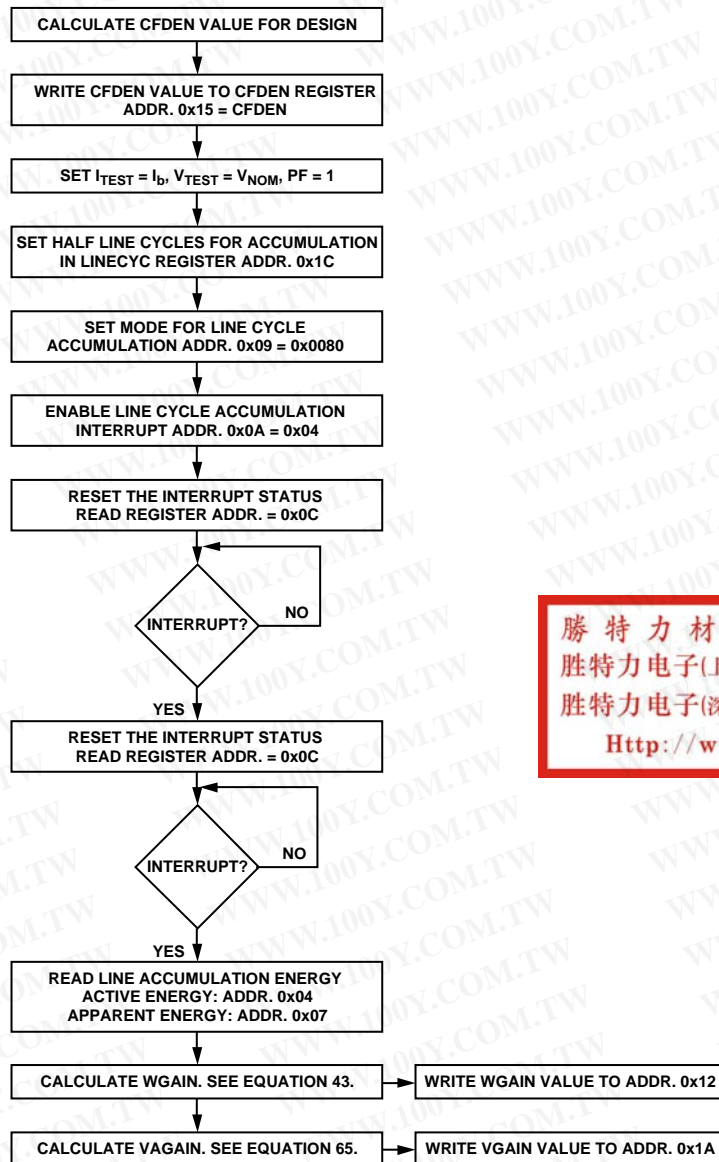 CALCULATE CFDEN VALUE FOR DESIGN
WRITE CFDEN VALUE TO CFDEN REGISTER
ADDR. 0x15 = CFDEN
SET ITEST = Ib, VTEST = VNOM, PF = 1
SET HALF LINE CYCLES FOR ACCUMULATION
IN LINECYC REGISTER ADDR. 0x1C
SET MODE FOR LINE CYCLE
ACCUMULATION ADDR. 0x09 = 0x0080
ENABLE LINE CYCLE ACCUMULATION
INTERRUPT ADDR. 0x0A = 0x04
RESET THE INTERRUPT STATUS
READ REGISTER ADDR. = 0x0C
INTERRUPT?
NO
YES
RESET THE INTERRUPT STATUS
READ REGISTER ADDR. = 0x0C
INTERRUPT?
NO
YES
READ LINE ACCUMULATION ENERGY
ACTIVE ENERGY: ADDR. 0x04
APPARENT ENERGY: ADDR. 0x07
CALCULATE WGAIN. SEE EQUATION 43.
WRITE WGAIN VALUE TO ADDR. 0x12
CALCULATE VAGAIN. SEE EQUATION 65.
WRITE VGAIN VALUE TO ADDR. 0x1A
勝 特 力 材
胜特力电子(上
胜特力电子(深
Http://w
WWW.100Y.COM.TW